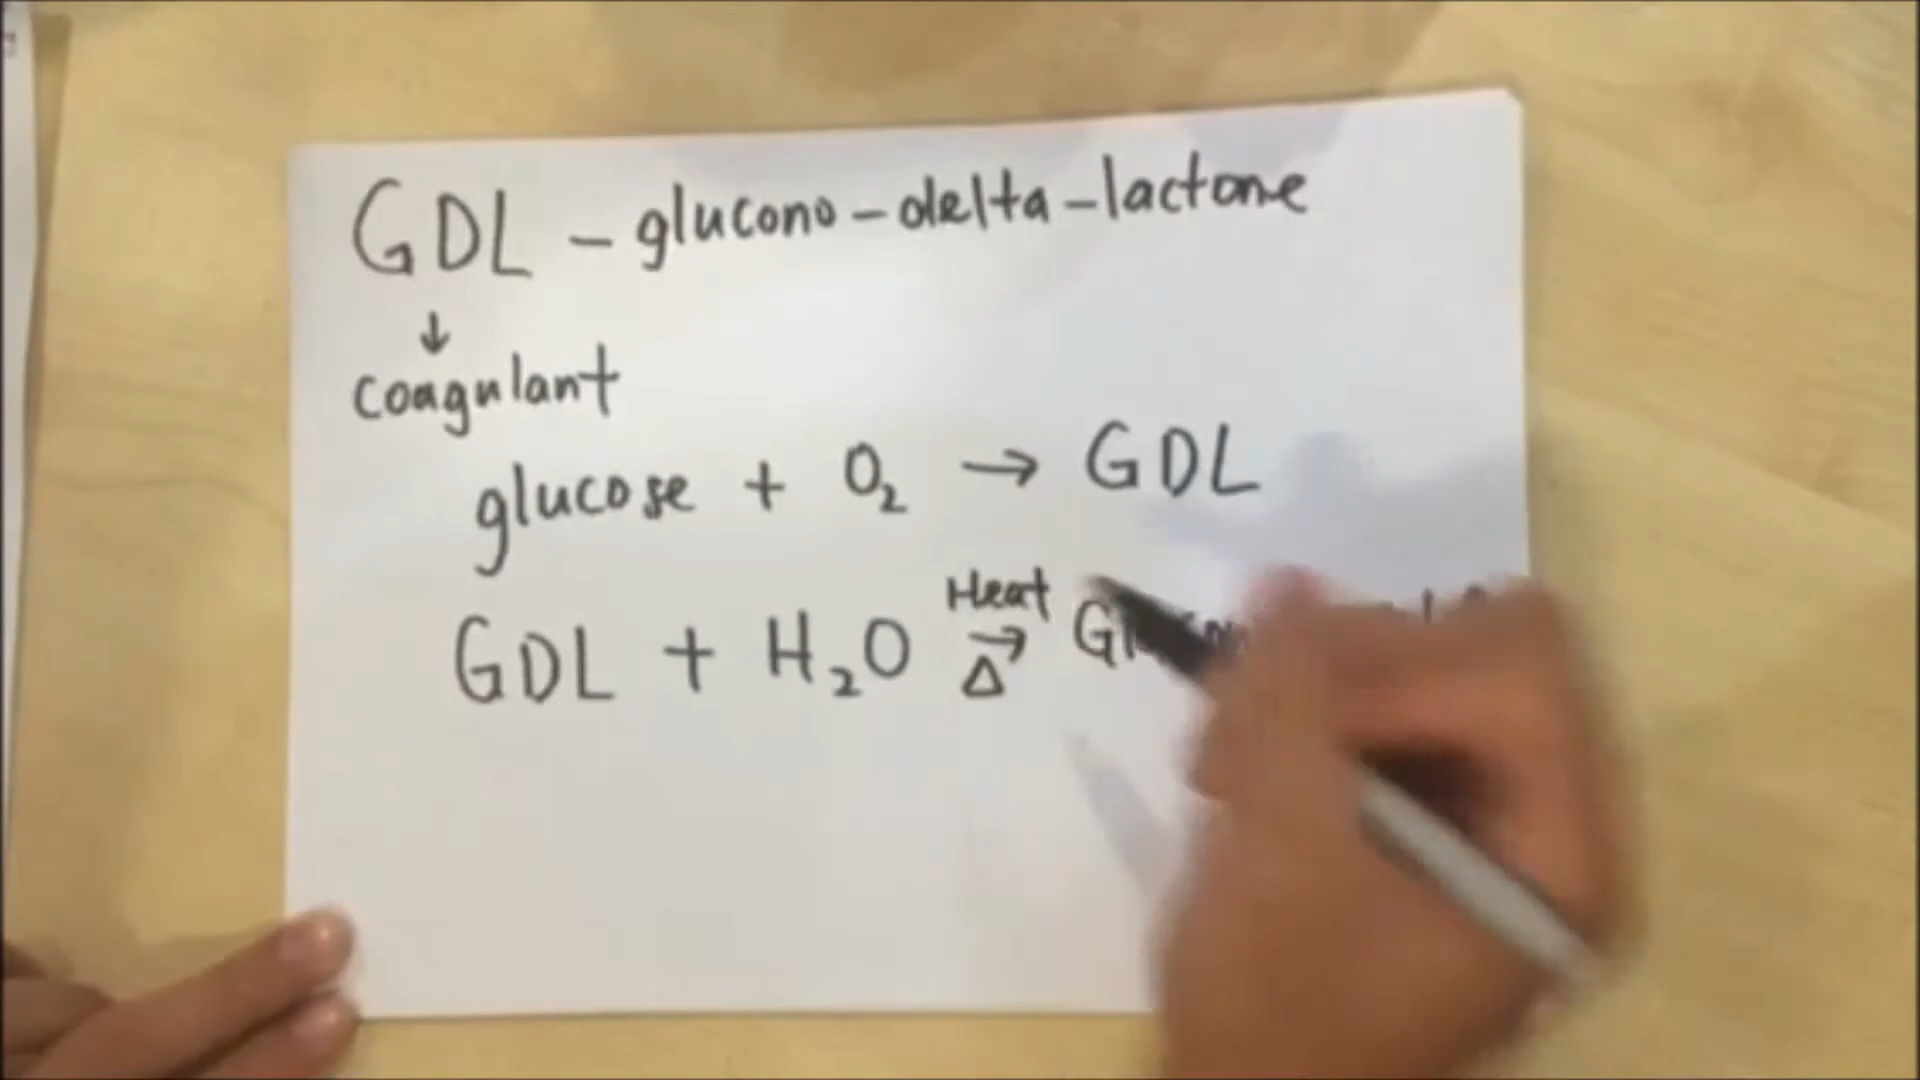 GDL - glucono-delta-lactone
↓
coagulant
glucose + O₂ → GDL
Heat
GDL + H₂O →
Δ